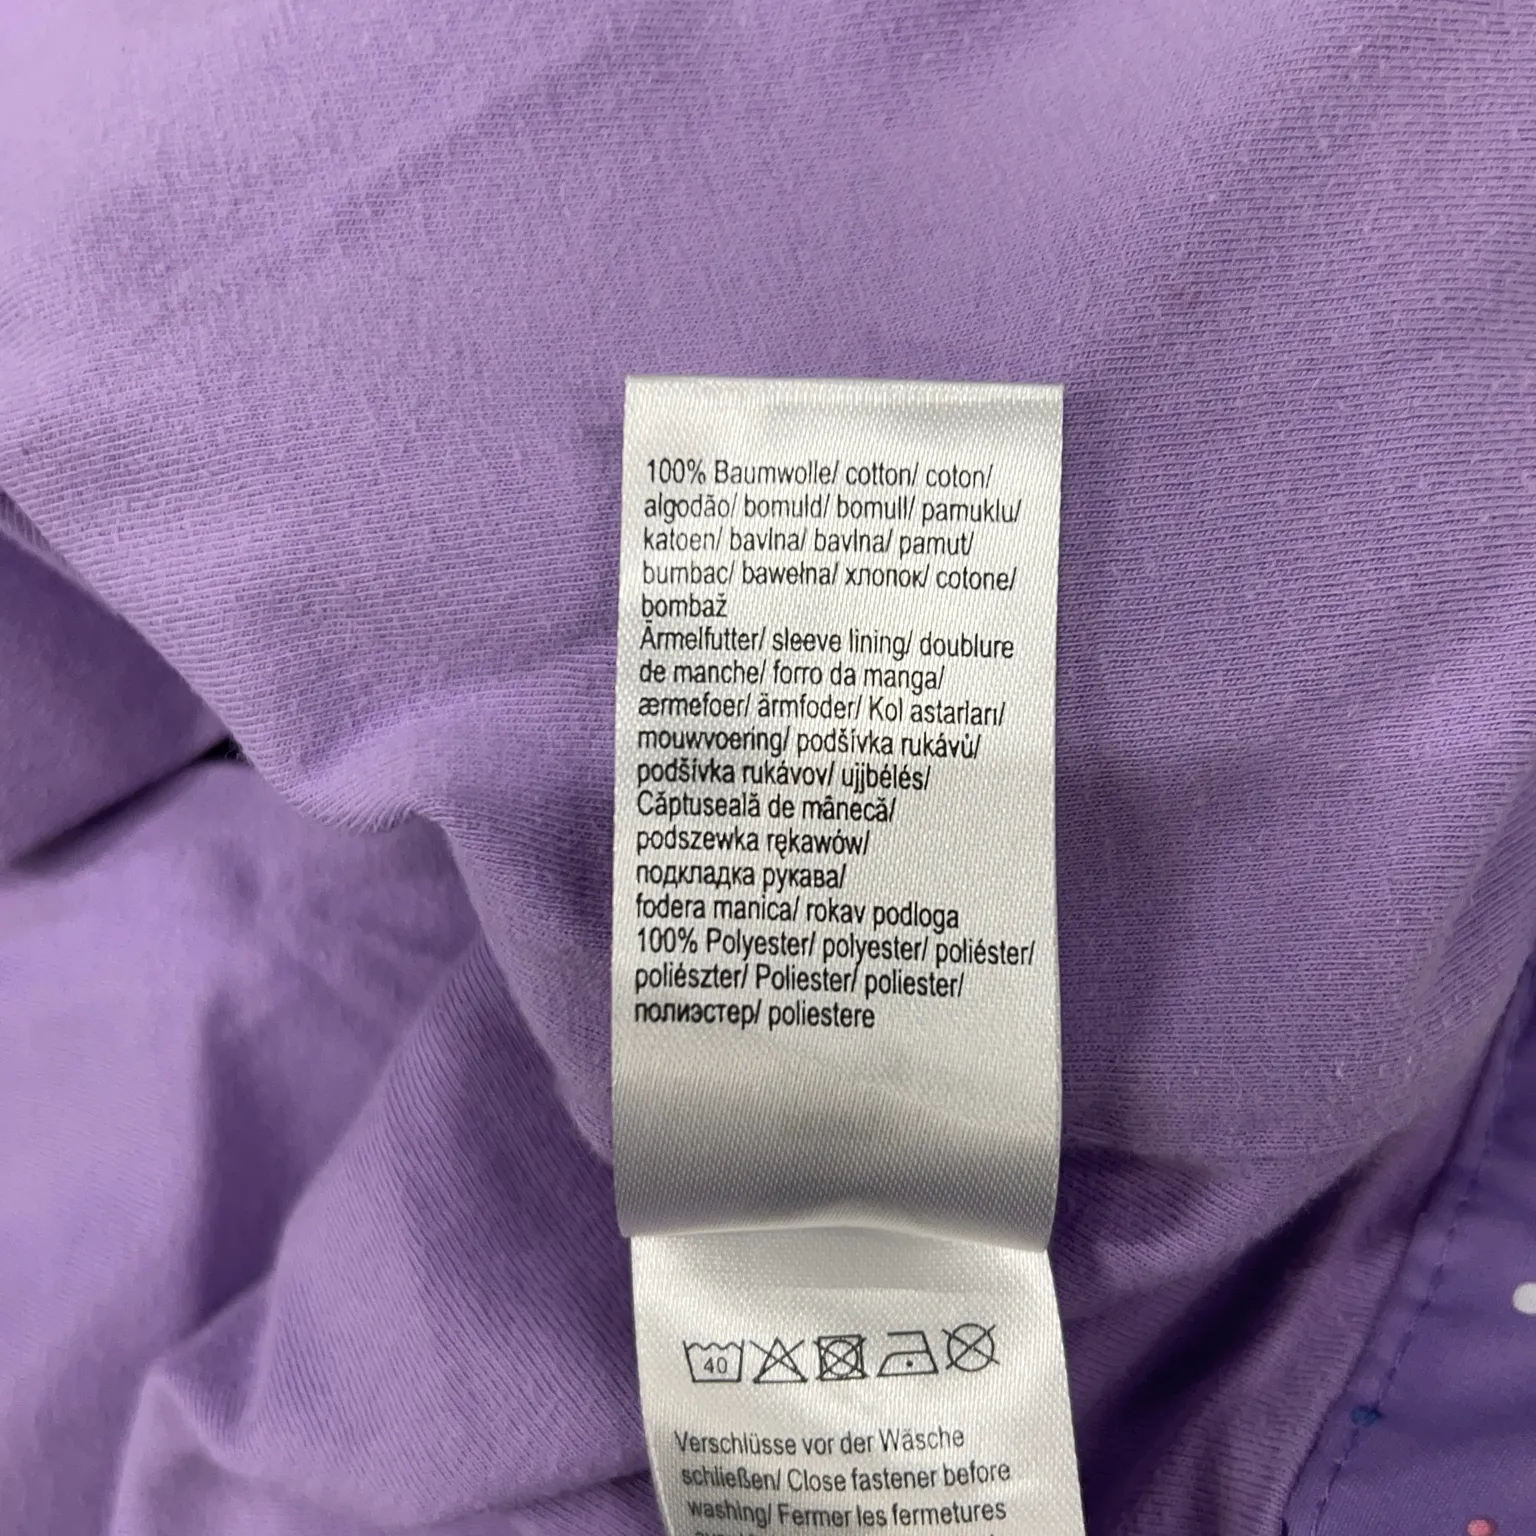 100% Baumwolle/ cotton/ coton/
algodão/ bomuld/ bomull/ pamuklu/
katoen/ bavlna/ bavlna/ pamut/
bumbac/ bawełna/ хлопок/ cotone/
bombaž
Ärmelfutter/ sleeve lining/ doublure
de manche/ forro da manga/
ærmefoer/ ärmfoder/ Kol astarları/
mouwvoering/ podšívka rukávů/
podšívka rukávov/ ujjbélés/
Căptuseală de mânecă/
podszewka rękawów/
подкладка рукава/
fodera manica/ rokav podloga
100% Polyester/ polyester/ poliéster/
poliészter/ Poliester/ poliester/
полиэстер/ poliestere
40
Verschlüsse vor der Wäsche
schließen/ Close fastener before
washing/ Fermer les fermetures